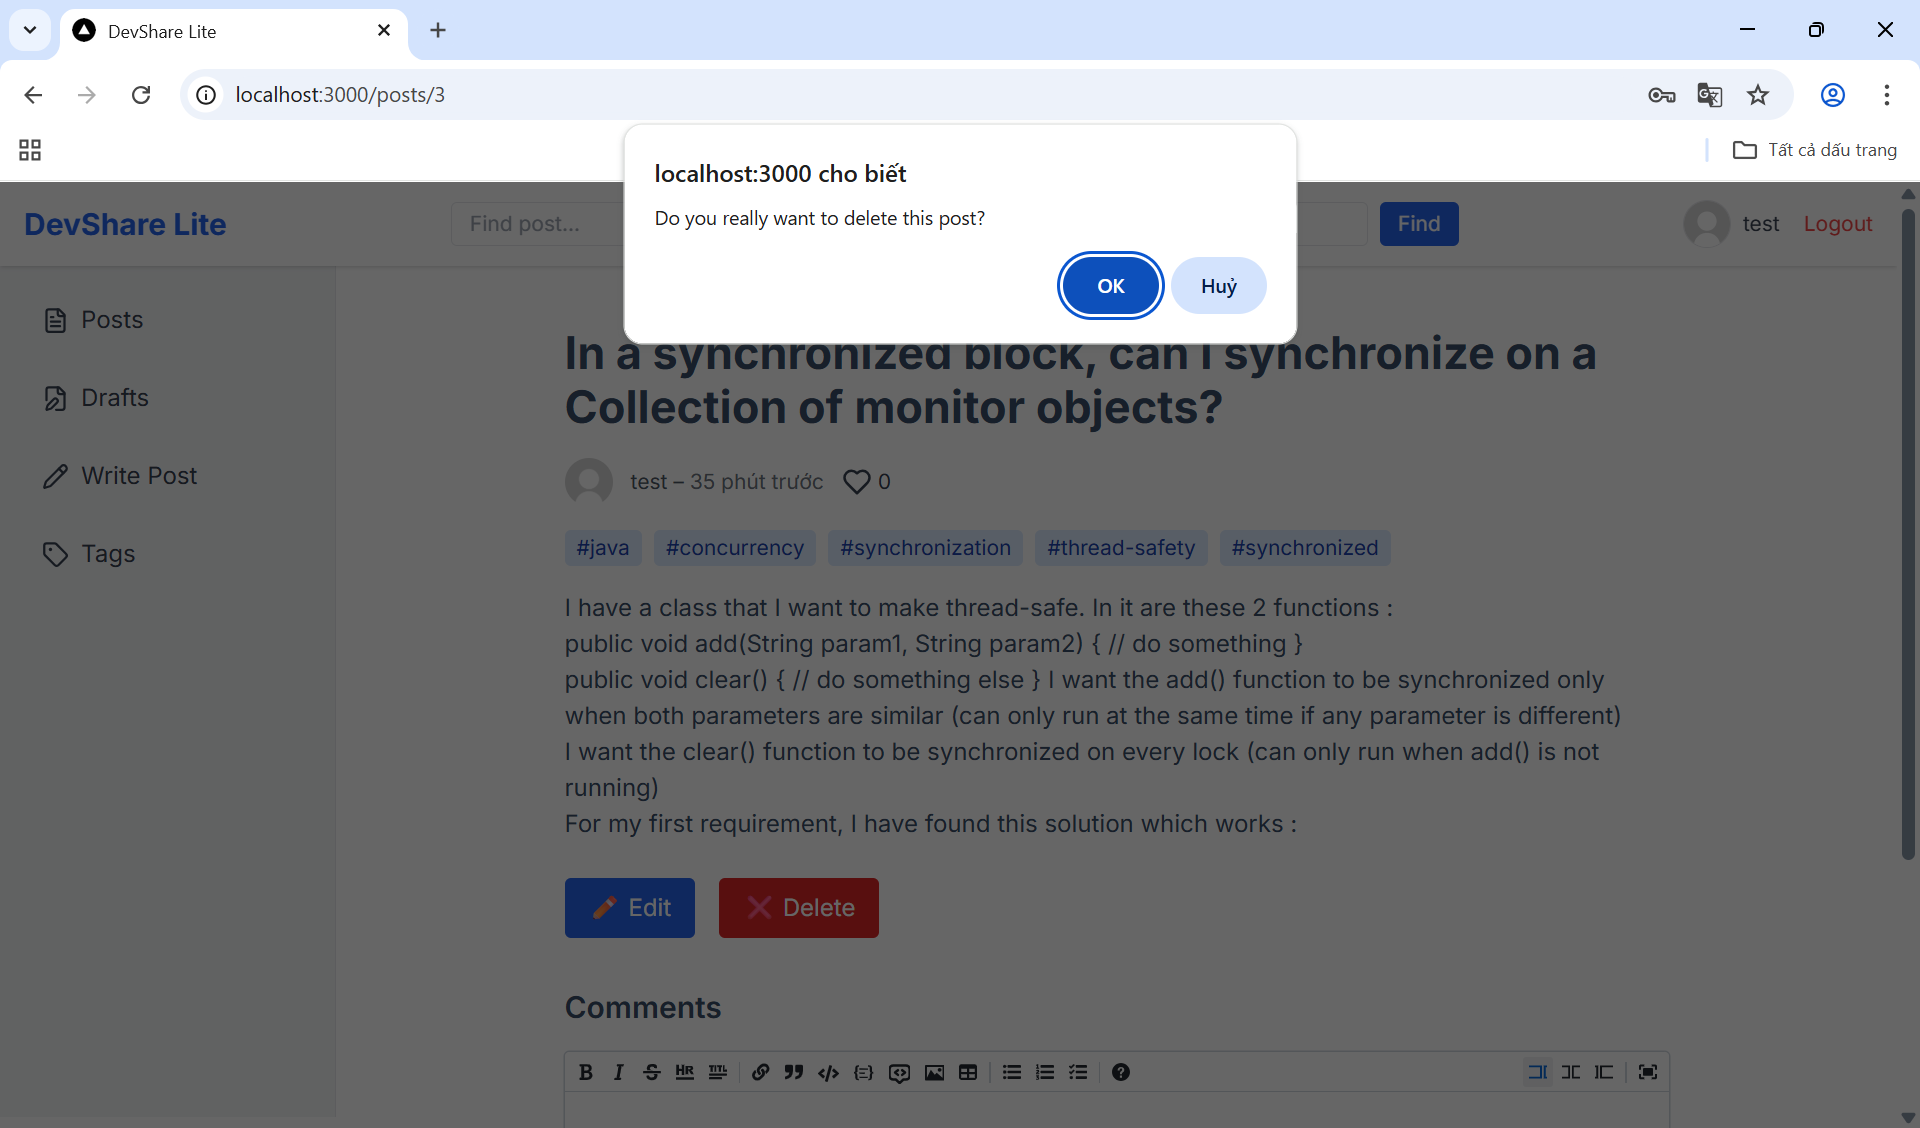 DevShare Lite
localhost:3000/posts/3
Tất cả dấu trang
localhost:3000 cho biết
Do you really want to delete this post?
OK
Huỷ
DevShare Lite
Find post...
Find
test
Logout
Posts
Drafts
Write Post
Tags
In a synchronized block, can I synchronize on a
Collection of monitor objects?
test – 35 phút trước
0
#java
#concurrency
#synchronization
#thread-safety
#synchronized
I have a class that I want to make thread-safe. In it are these 2 functions :
public void add(String param1, String param2) { // do something }
public void clear() { // do something else } I want the add() function to be synchronized only
when both parameters are similar (can only run at the same time if any parameter is different)
I want the clear() function to be synchronized on every lock (can only run when add() is not
running)
For my first requirement, I have found this solution which works :
Edit
Delete
Comments